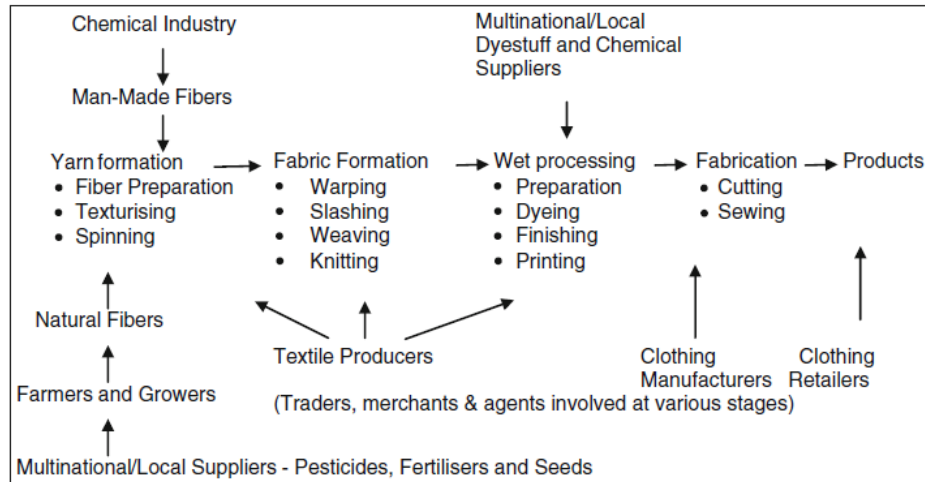 Chemical Industry
Multinational/Local
Dyestuff and Chemical
Suppliers
Man-Made Fibers
Yarn formation
• Fiber Preparation
• Texturising
• Spinning
Fabric Formation
• Warping
• Slashing
• Weaving
• Knitting
Wet processing
• Preparation
• Dyeing
• Finishing
• Printing
Fabrication
• Cutting
• Sewing
Products
Natural Fibers
Farmers and Growers
Multinational/Local Suppliers - Pesticides, Fertilisers and Seeds
Textile Producers
(Traders, merchants & agents involved at various stages)
Clothing
Manufacturers
Clothing
Retailers